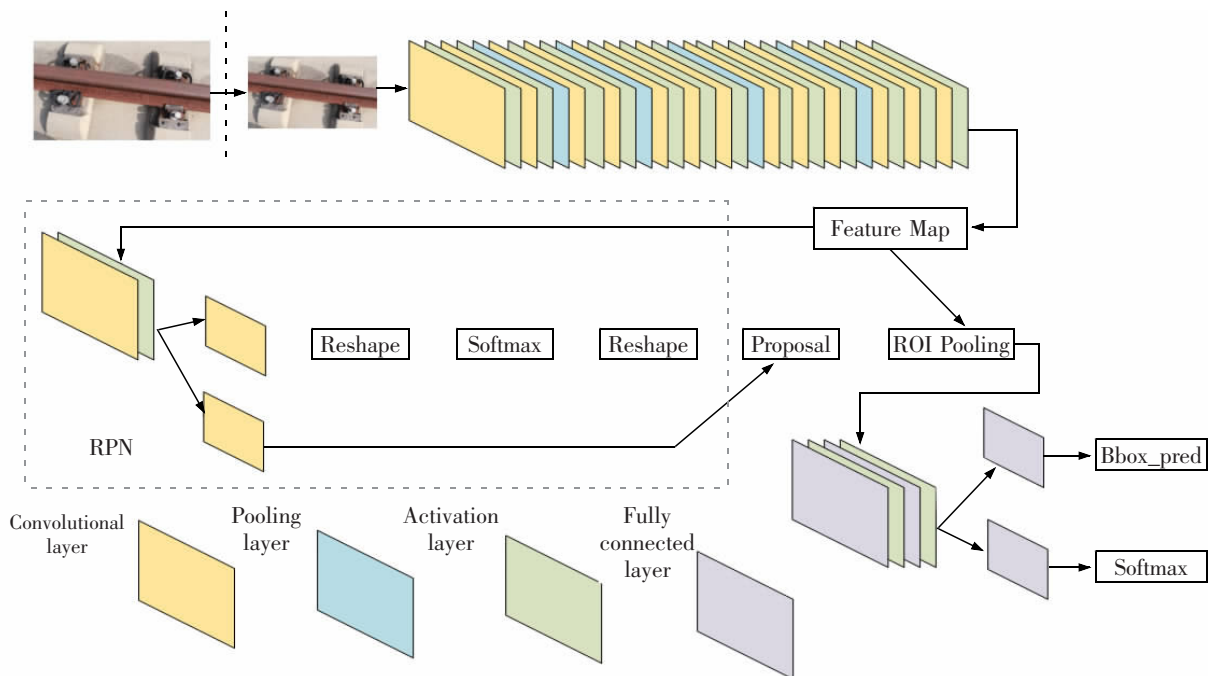 Feature Map
Reshape
Softmax
Reshape
Proposal
ROI Pooling
RPN
Bbox_pred
Softmax
Convolutional
layer
Pooling
layer
Activation
layer
Fully
connected
layer